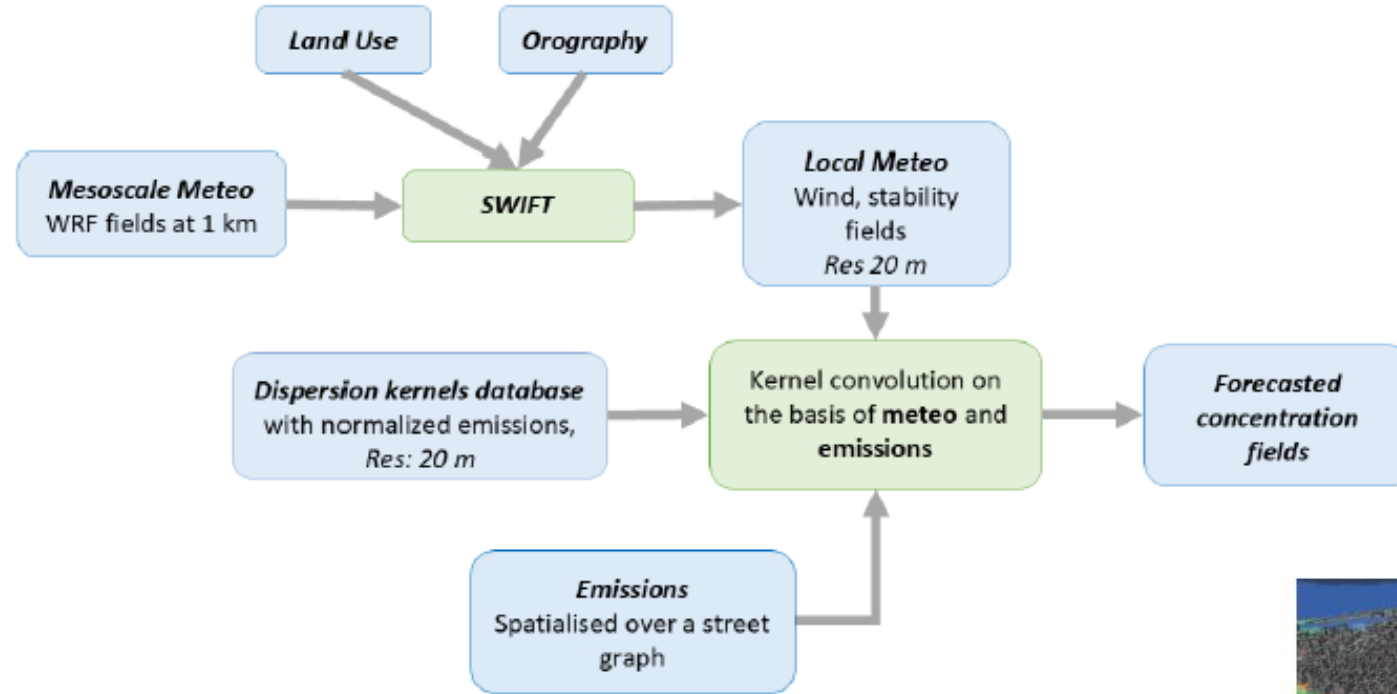 Land Use
Orography
Mesoscale Meteo
WRF fields at 1 km
SWIFT
Local Meteo
Wind, stability
fields
Res 20 m
Dispersion kernels database
with normalized emissions,
Res: 20 m
Kernel convolution on
the basis of meteo and
emissions
Forecasted
concentration
fields
Emissions
Spatialised over a street
graph